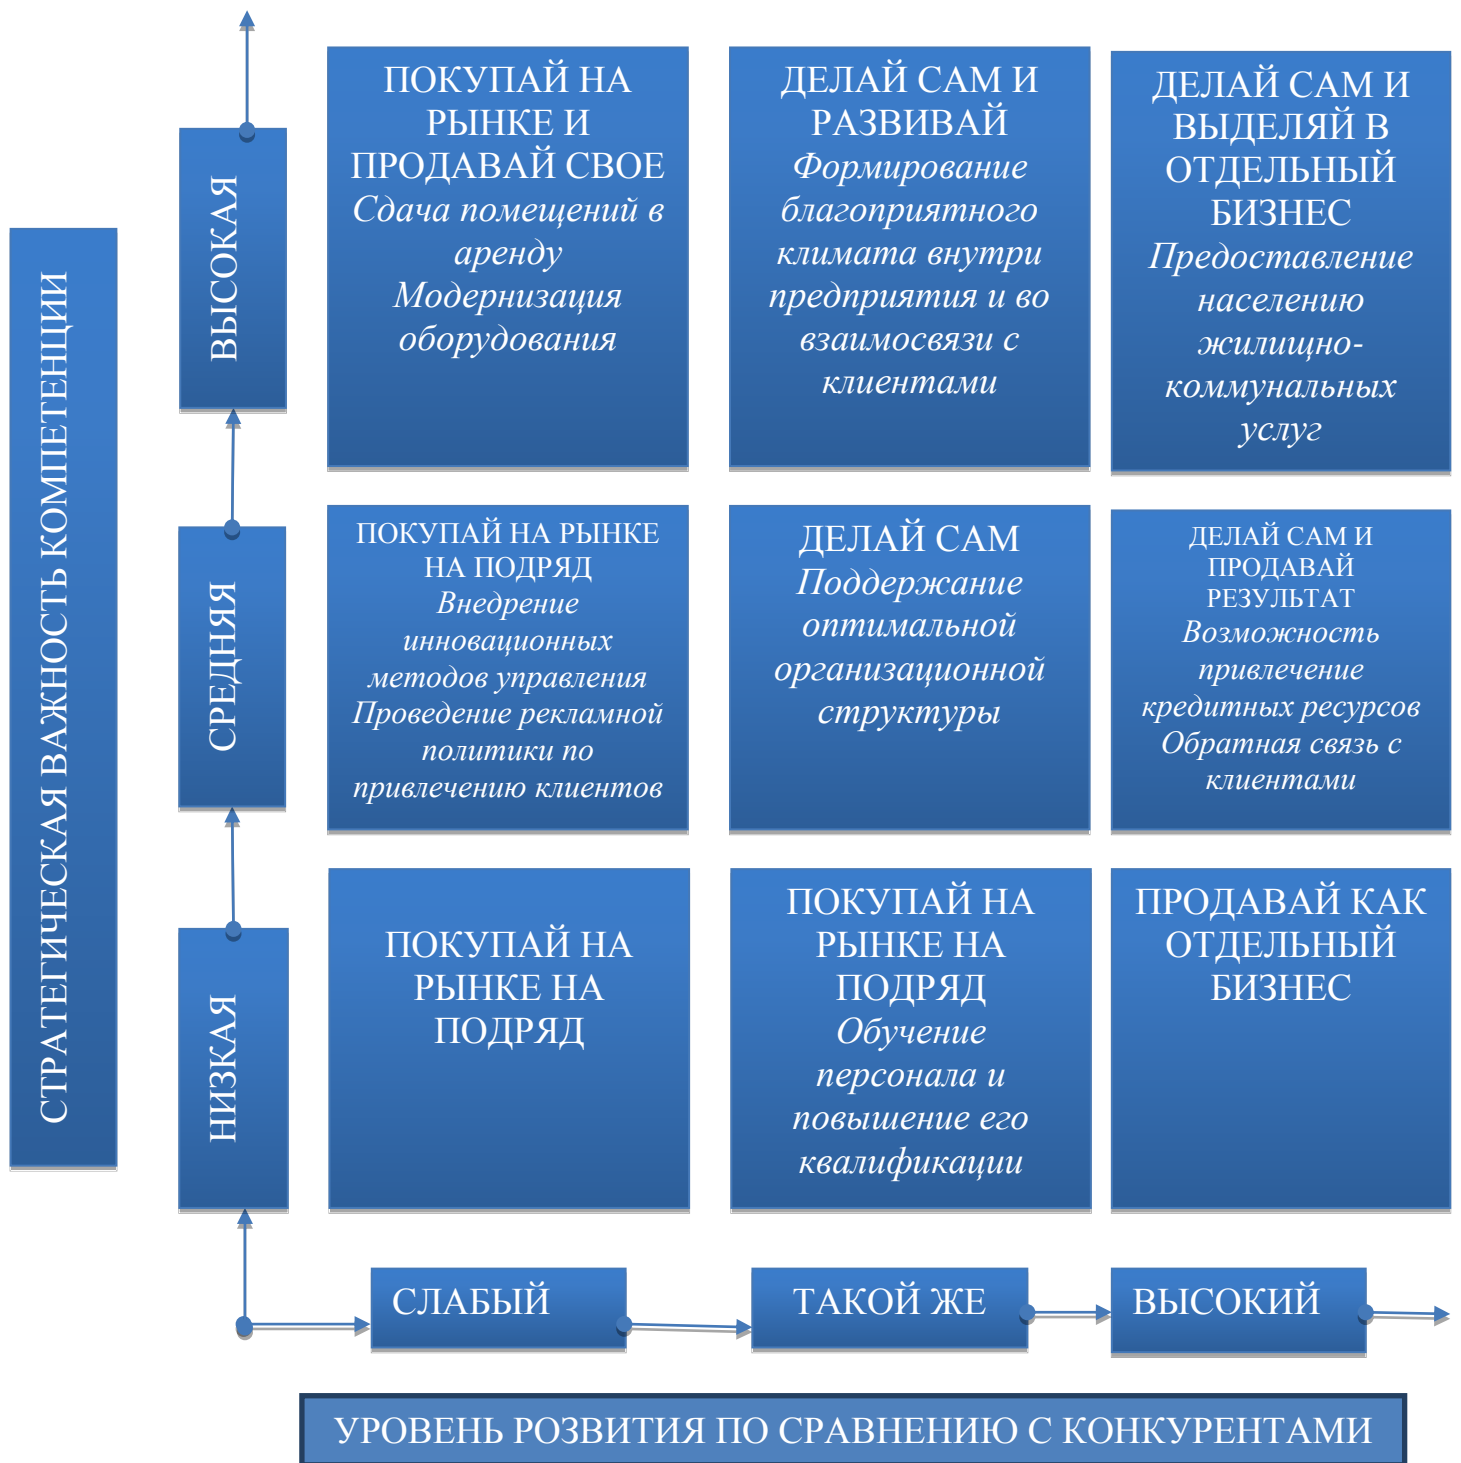 СТРАТЕГИЧЕСКАЯ ВАЖНОСТЬ КОМПЕТЕНЦИИ
ВЫСОКАЯ
ПОКУПАЙ НА
РЫНКЕ И
ПРОДАВАЙ СВОЕ
Сдача помещений в
аренду
Модернизация
оборудования
ДЕЛАЙ САМ И
РАЗВИВАЙ
Формирование
благоприятного
климата внутри
предприятия и во
взаимосвязи с
клиентами
ДЕЛАЙ САМ И
ВЫДЕЛЯЙ В
ОТДЕЛЬНЫЙ
БИЗНЕС
Предоставление
населению
жилищно-
коммунальных
услуг
СРЕДНЯЯ
ПОКУПАЙ НА РЫНКЕ
НА ПОДРЯД
Внедрение
инновационных
методов управления
Проведение рекламной
политики по
привлечению клиентов
ДЕЛАЙ САМ
Поддержание
оптимальной
организационной
структуры
ДЕЛАЙ САМ И
ПРОДАВАЙ
РЕЗУЛЬТАТ
Возможность
привлечение
кредитных ресурсов
Обратная связь с
клиентами
НИЗКАЯ
ПОКУПАЙ НА
РЫНКЕ НА
ПОДРЯД
ПОКУПАЙ НА
РЫНКЕ НА
ПОДРЯД
Обучение
персонала и
повышение его
квалификации
ПРОДАВАЙ КАК
ОТДЕЛЬНЫЙ
БИЗНЕС
СЛАБЫЙ
ТАКОЙ ЖЕ
ВЫСОКИЙ
УРОВЕНЬ РОЗВИТИЯ ПО СРАВНЕНИЮ С КОНКУРЕНТАМИ